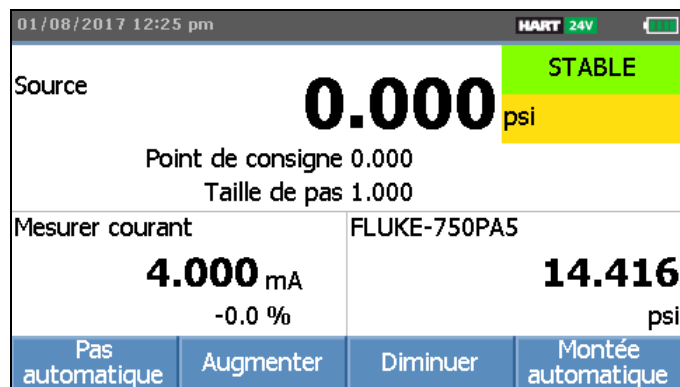 01/08/2017 12:25 pm HART 24V
STABLE
Source 0.000 psi
Point de consigne 0.000
Taille de pas 1.000
Mesurer courant FLUKE-750PA5
4.000 mA 14.416
-0.0 % psi
Pas automatique Augmenter Diminuer Montée automatique